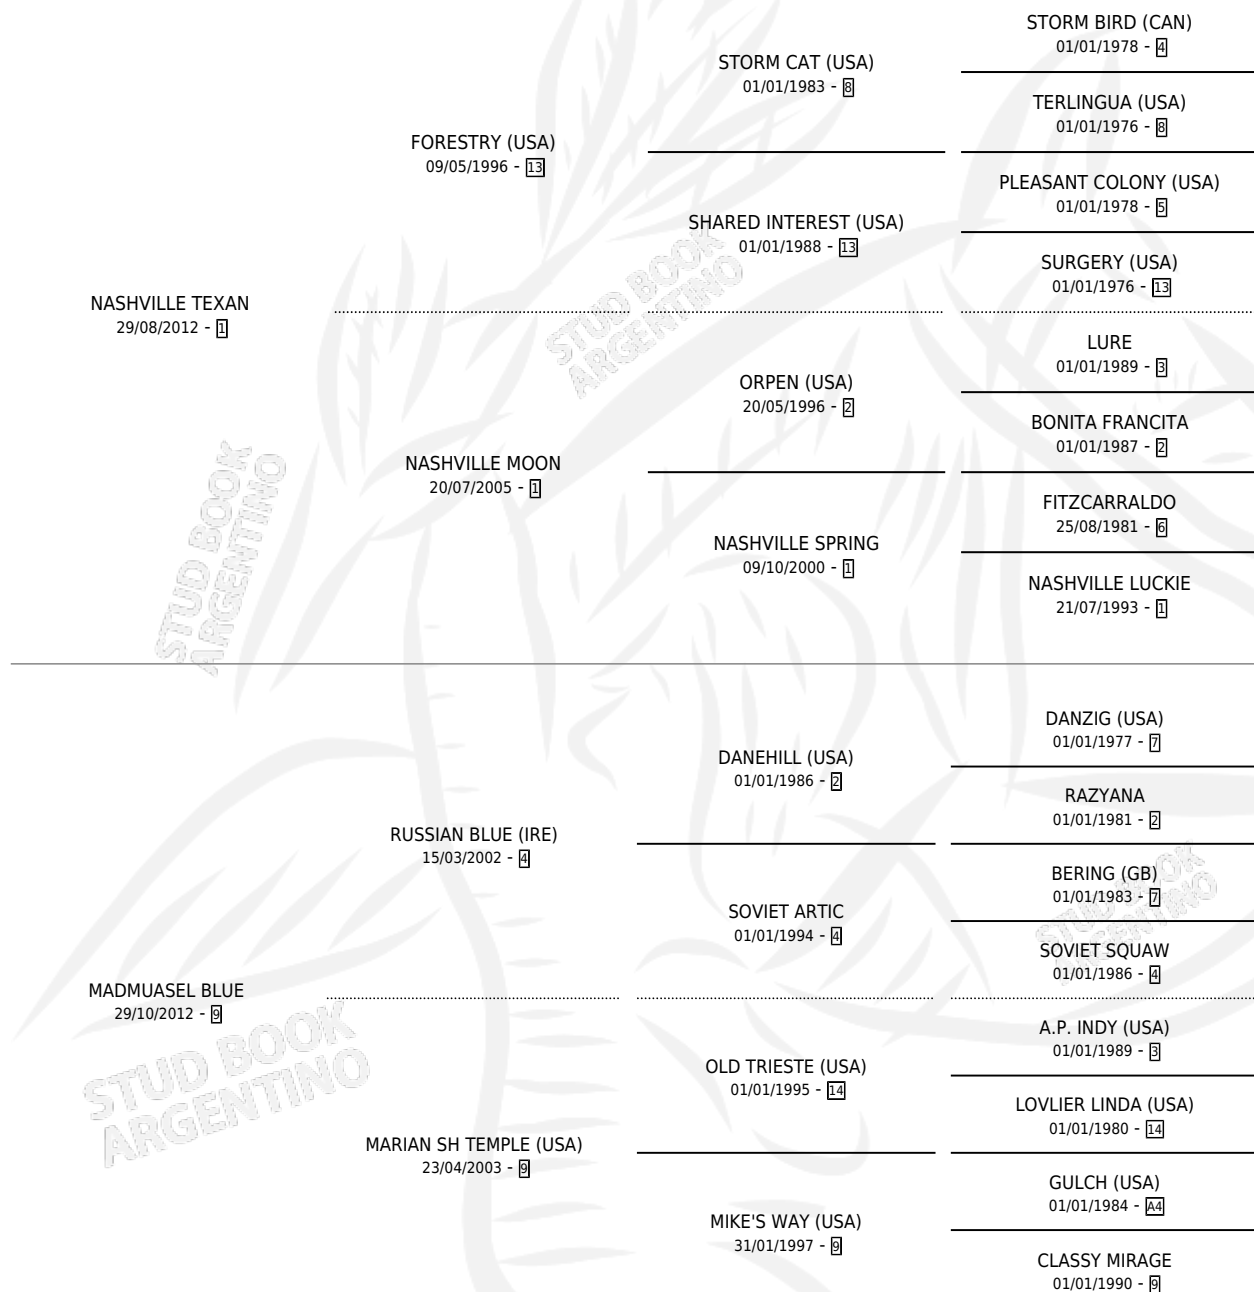 STORM BIRD (CAN)
01/01/1978 - 4
STORM CAT (USA)
01/01/1983 - 8
TERLINGUA (USA)
01/01/1976 - 8
FORESTRY (USA)
09/05/1996 - 13
PLEASANT COLONY (USA)
01/01/1978 - 5
SHARED INTEREST (USA)
01/01/1988 - 13
SURGERY (USA)
01/01/1976 - 13
NASHVILLE TEXAN
29/08/2012 - 1
LURE
01/01/1989 - 3
ORPEN (USA)
20/05/1996 - 2
BONITA FRANCITA
01/01/1987 - 2
NASHVILLE MOON
20/07/2005 - 1
FITZCARRALDO
25/08/1981 - 6
NASHVILLE SPRING
09/10/2000 - 1
NASHVILLE LUCKIE
21/07/1993 - 1
STUD BOOK
ARGENTINO
STUD BOOK
ARGENTINO
DANZIG (USA)
01/01/1977 - 7
DANEHILL (USA)
01/01/1986 - 2
RAZYANA
01/01/1981 - 2
RUSSIAN BLUE (IRE)
15/03/2002 - 4
BERING (GB)
01/01/1983 - 7
SOVIET ARTIC
01/01/1994 - 4
SOVIET SQUAW
01/01/1986 - 4
MADMUASEL BLUE
29/10/2012 - 9
A.P. INDY (USA)
01/01/1989 - 3
OLD TRIESTE (USA)
01/01/1995 - 14
LOVLIER LINDA (USA)
01/01/1980 - 14
MARIAN SH TEMPLE (USA)
23/04/2003 - 9
GULCH (USA)
01/01/1984 - A4
MIKE'S WAY (USA)
31/01/1997 - 9
CLASSY MIRAGE
01/01/1990 - 9
STUD BOOK
ARGENTINO
STUD BOOK
ARGENTINO